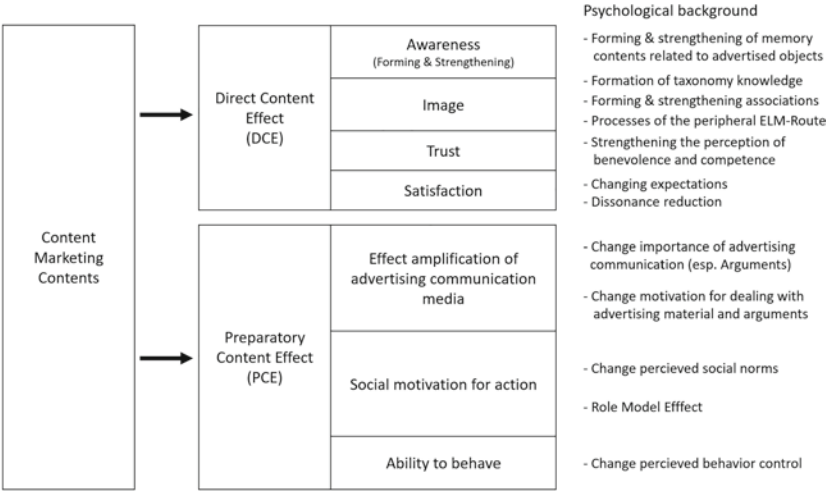 Psychological background
Awareness
(Forming & Strengthening)
- Forming & strengthening of memory
contents related to advertised objects
Direct Content
Effect
(DCE)
Image
- Formation of taxonomy knowledge
- Forming & strengthening associations
- Processes of the peripheral ELM-Route
Trust
- Strengthening the perception of
benevolence and competence
Satisfaction
- Changing expectations
- Dissonance reduction
Content
Marketing
Contents
Preparatory
Content Effect
(PCE)
Effect amplification of
advertising communication
media
- Change importance of advertising
communication (esp. Arguments)
- Change motivation for dealing with
advertising material and arguments
Social motivation for action
- Change percieved social norms
- Role Model Efffect
Ability to behave
- Change percieved behavior control